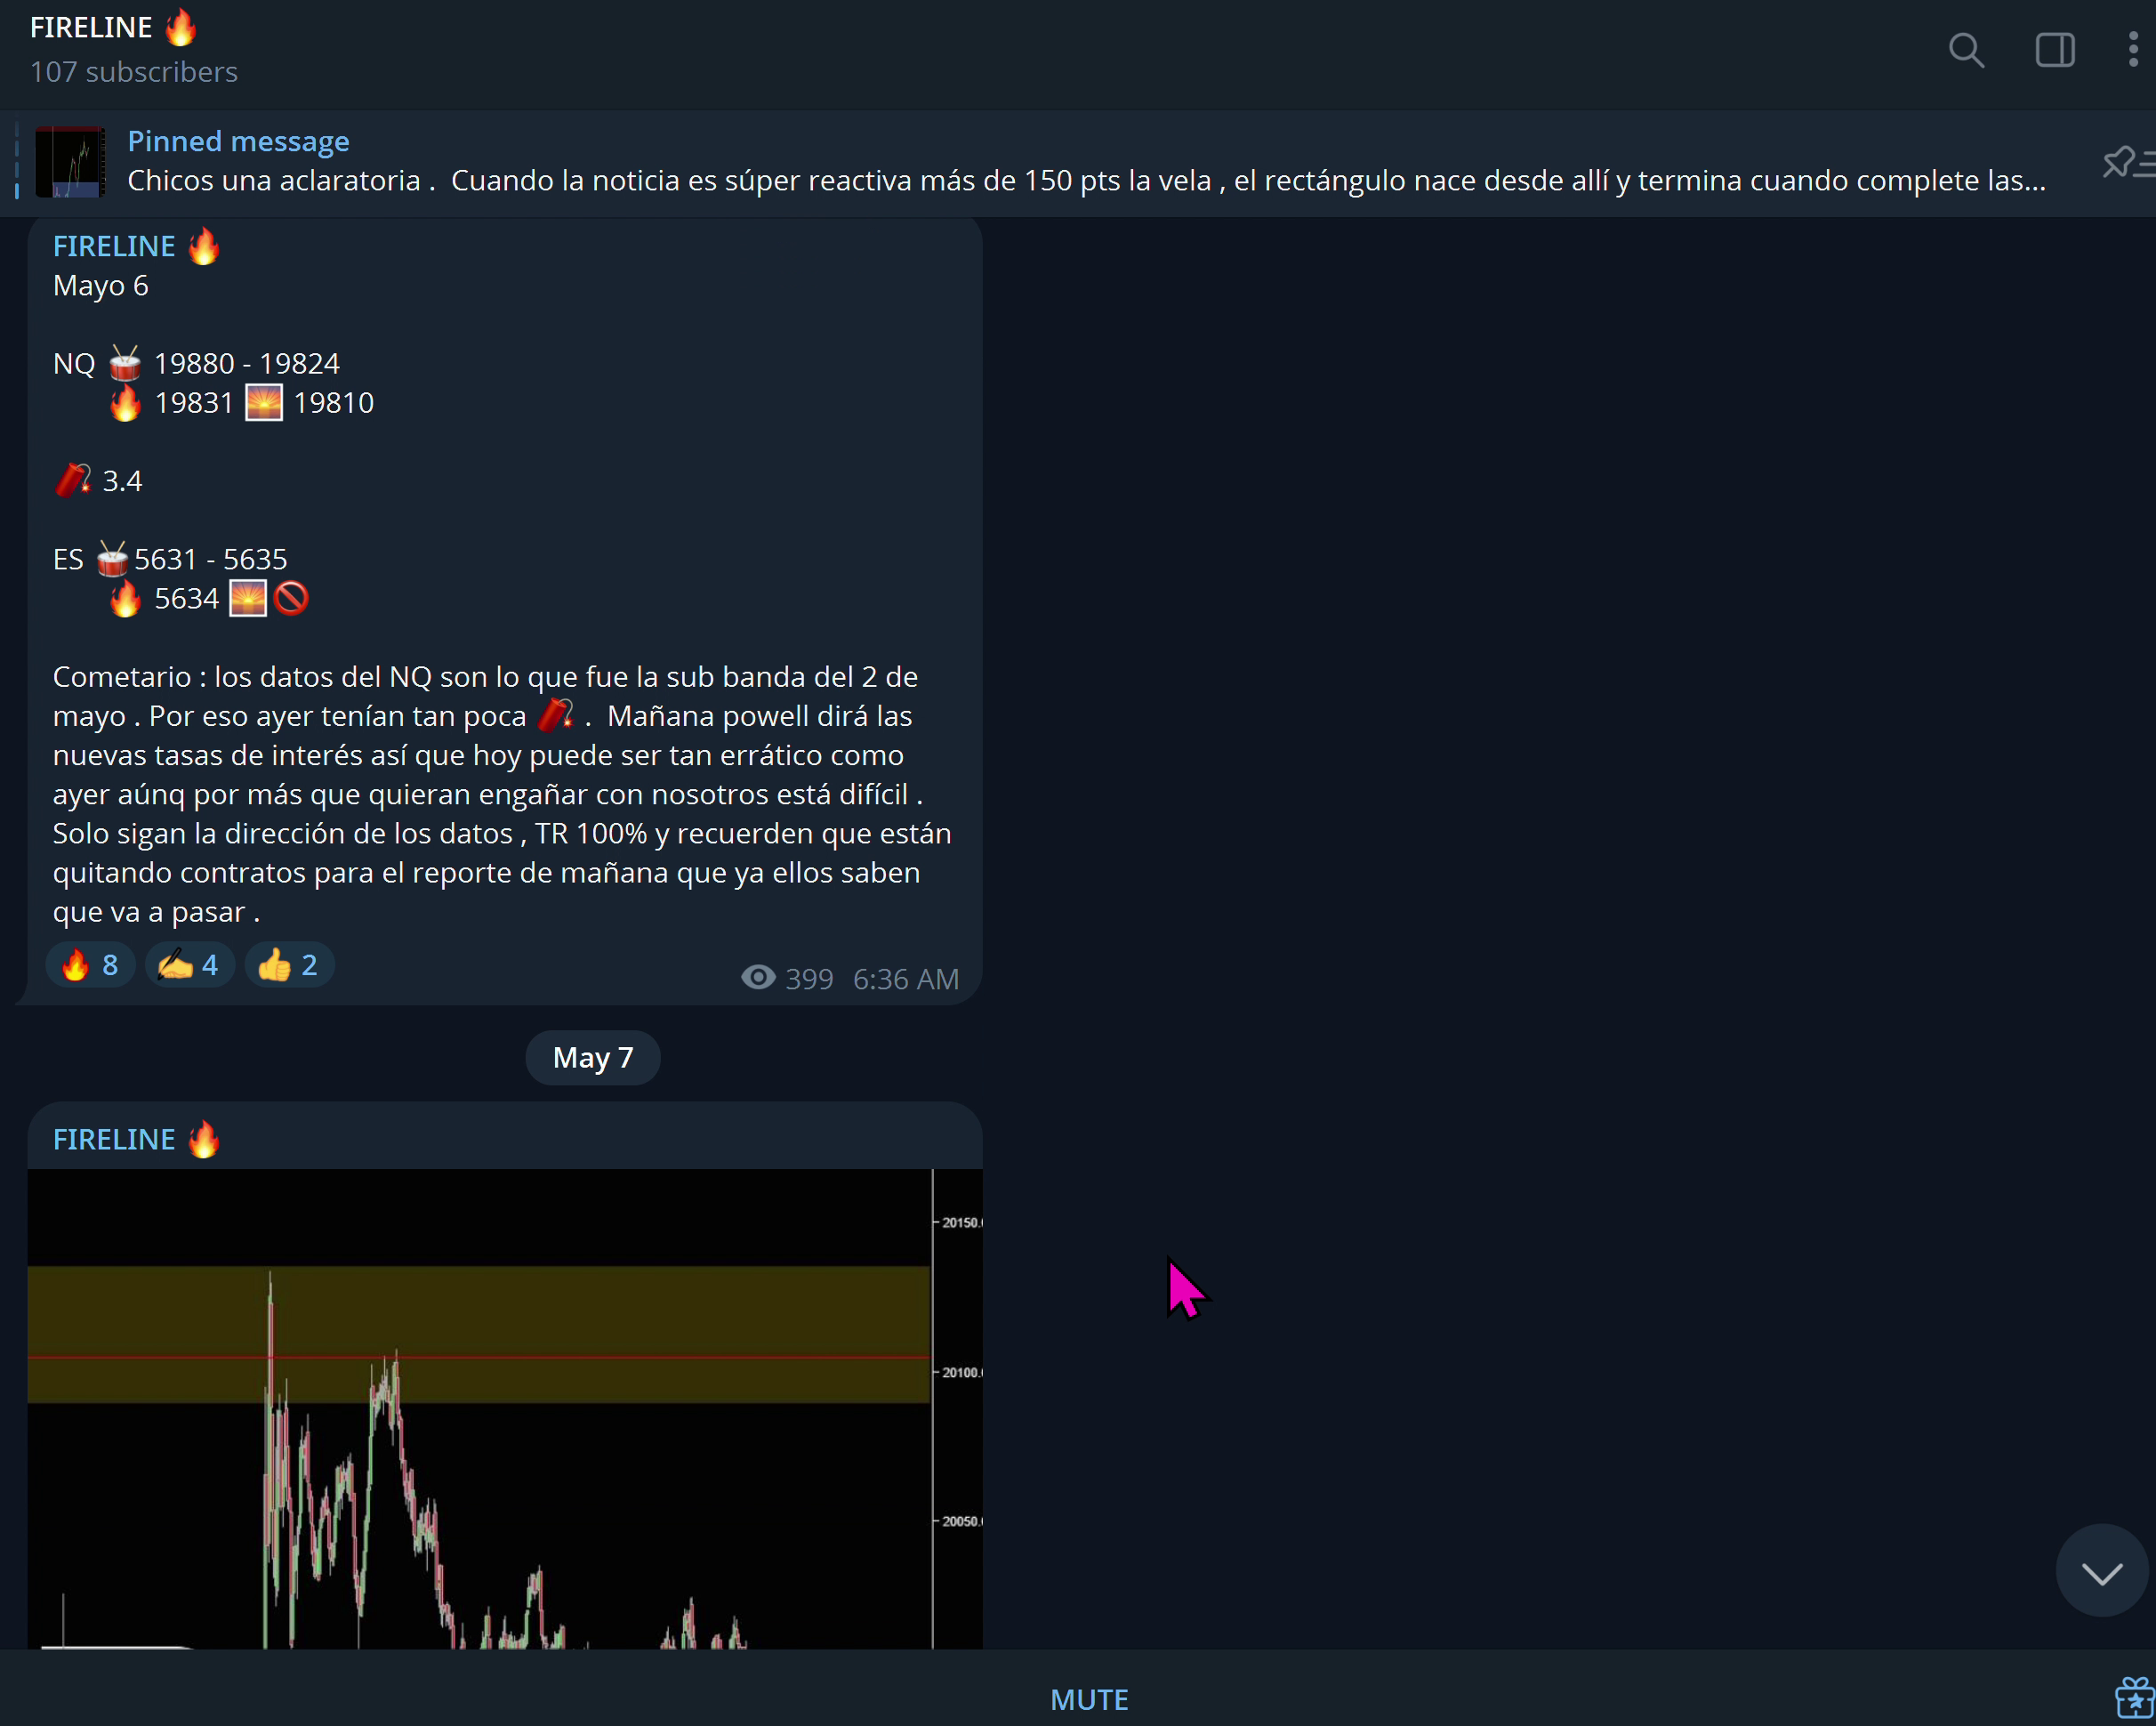 FIRELINE 🔥
107 subscribers
Pinned message
Chicos una aclaratoria .  Cuando la noticia es súper reactiva más de 150 pts la vela , el rectángulo nace desde allí y termina cuando complete las...
FIRELINE 🔥
Mayo 6
NQ 🥁 19880 - 19824
🔥 19831 🌅 19810
🧨 3.4
ES 🥁5631 - 5635
🔥 5634 🌅🚫
Cometario : los datos del NQ son lo que fue la sub banda del 2 de
mayo . Por eso ayer tenían tan poca 🧨 .  Mañana powell dirá las
nuevas tasas de interés así que hoy puede ser tan errático como
ayer aúnq por más que quieran engañar con nosotros está difícil .
Solo sigan la dirección de los datos , TR 100% y recuerden que están
quitando contratos para el reporte de mañana que ya ellos saben
que va a pasar .
🔥 8 ✍️ 4 👍 2
399 6:36 AM
May 7
FIRELINE 🔥
20150.
20100.
20050.
MUTE